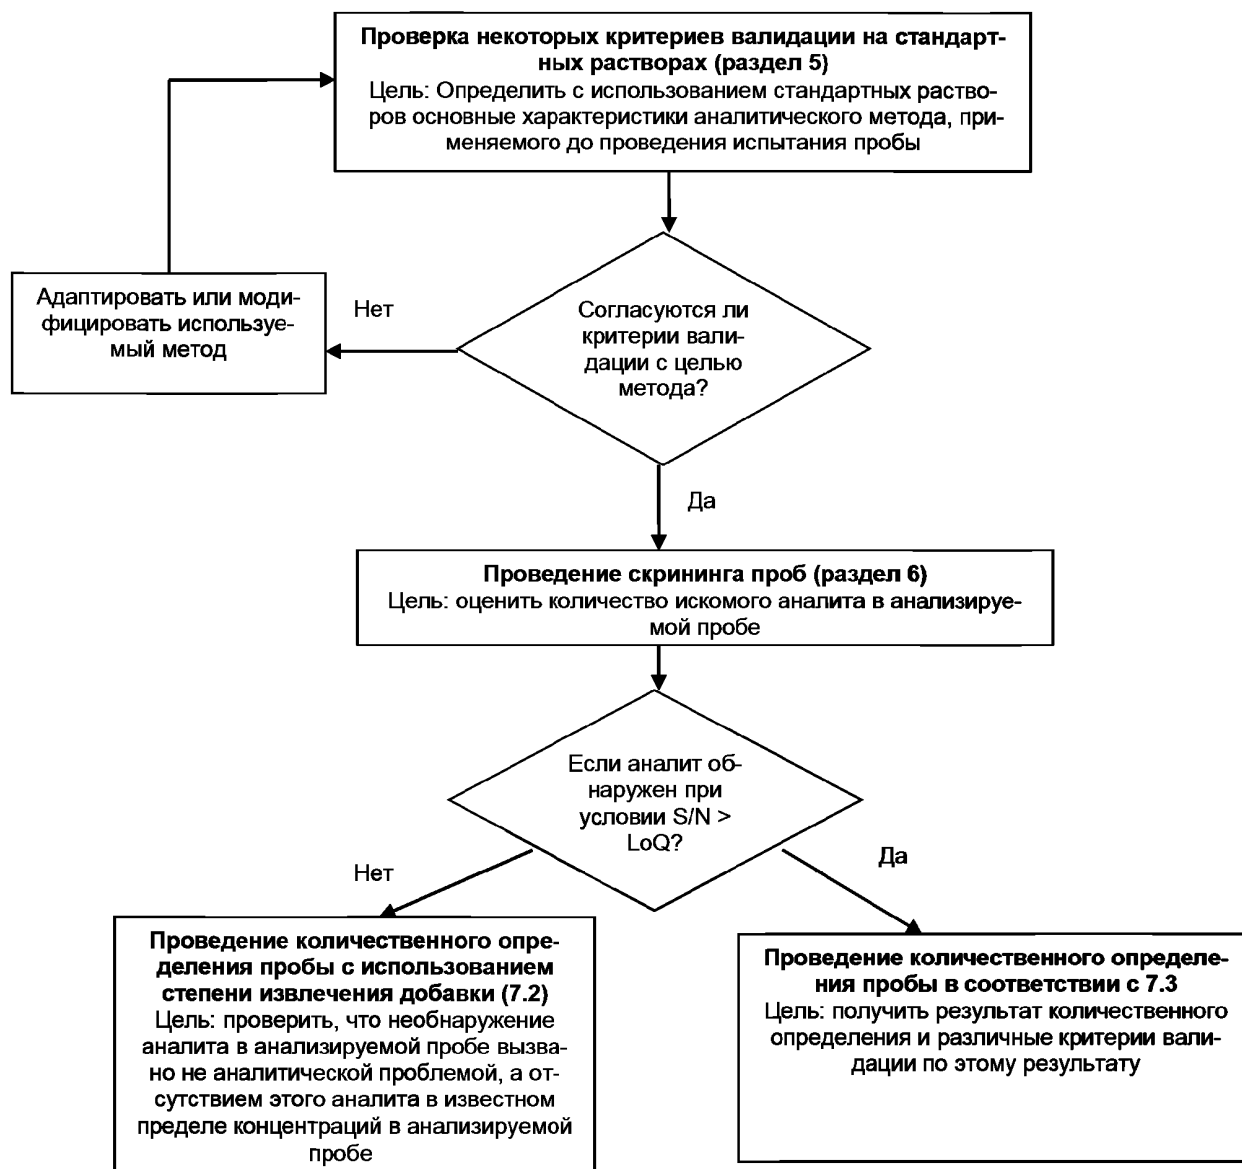 Проверка некоторых критериев валидации на стандарт-
ных растворах (раздел 5)
Цель: Определить с использованием стандартных раство-
ров основные характеристики аналитического метода, при-
меняемого до проведения испытания пробы
Адаптировать или моди-
фицировать используе-
мый метод
Нет
Согласуются ли
критерии вали-
дации с целью
метода?
Да
Проведение скрининга проб (раздел 6)
Цель: оценить количество искомого аналита в анализируе-
мой пробе
Если аналит об-
наружен при
условии S/N >
LoQ?
Нет
Да
Проведение количественного опре-
деления пробы с использованием
степени извлечения добавки (7.2)
Цель: проверить, что необнаружение
аналита в анализируемой пробе вызва-
но не аналитической проблемой, а от-
сутствием этого аналита в известном
пределе концентраций в анализируемой
пробе
Проведение количественного определе-
ния пробы в соответствии с 7.3
Цель: получить результат количественного
определения и различные критерии вали-
дации по этому результату